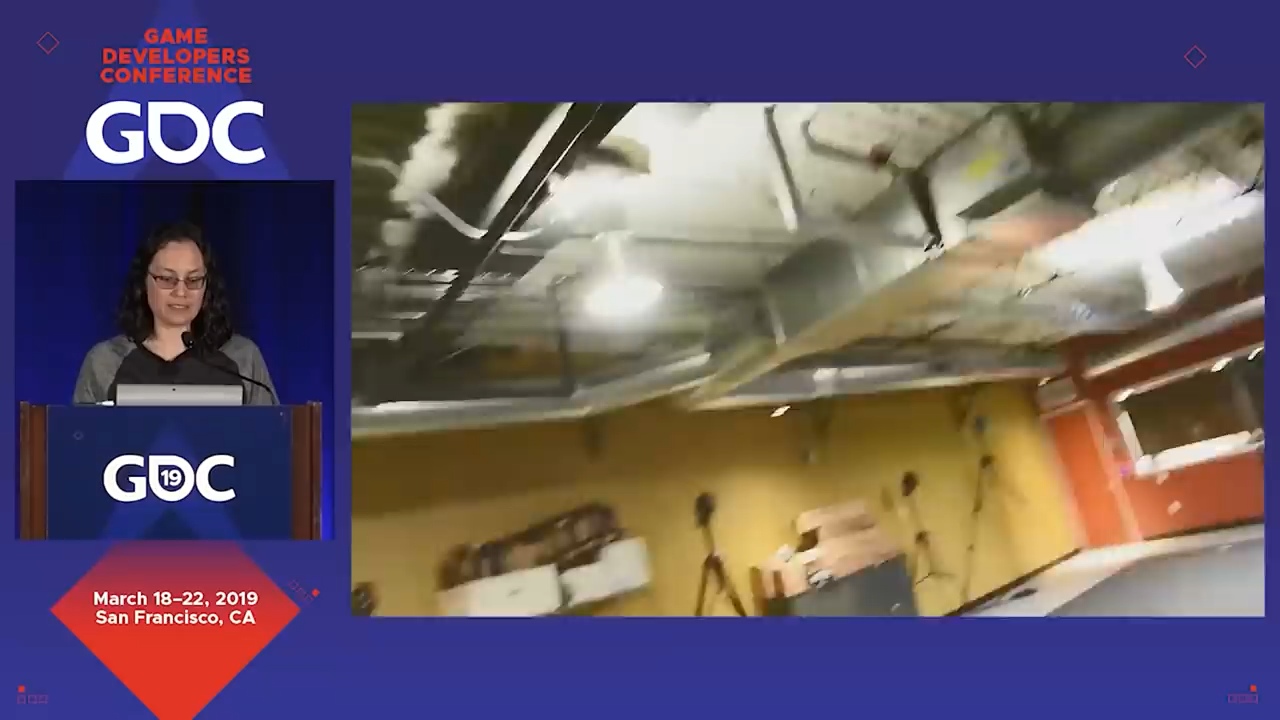 GAME
DEVELOPERS
CONFERENCE
GDC
GDC
19
March 18–22, 2019
San Francisco, CA